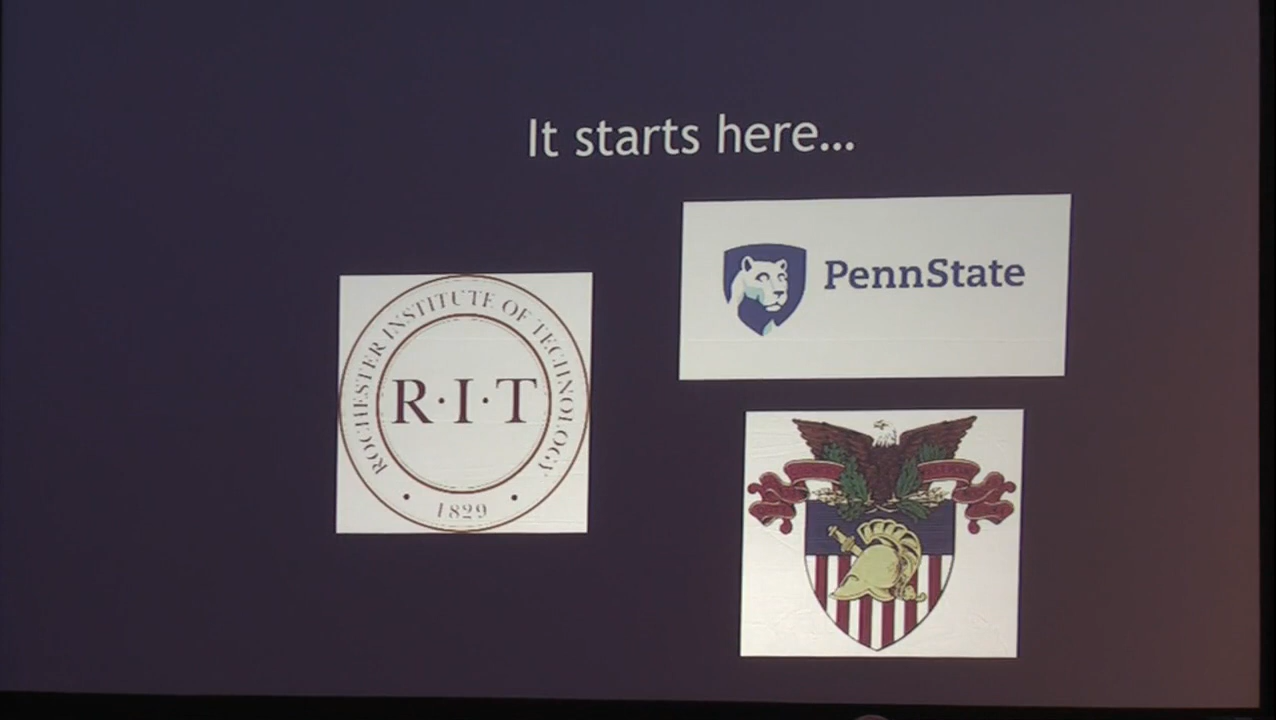 It starts here...
PennState
ROCHESTER INSTITUTE OF TECHNOLOGY
R·I·T
1829